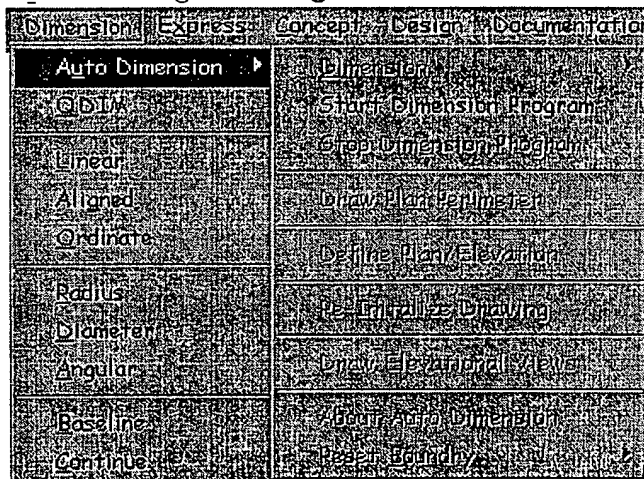 Dimension Express Concept Design Documentation
Auto Dimension
QDIM
Linear
Aligned
Ordinate
Radius
Diameter
Angular
Baseline
Continue
Dimension
Start Dimension Program
Stop Dimension Program
Draw Plan Perimeter
Define Plan/Elevation
Re-Initialize Drawing
Draw Elevational Views
About Auto Dimension
Reset Boundry